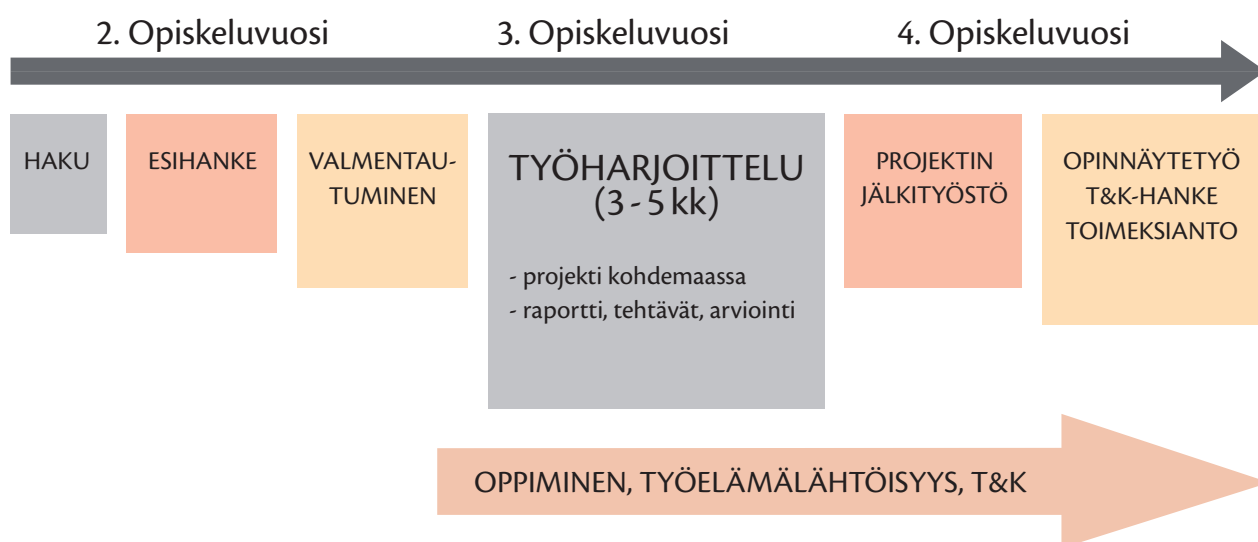 2. Opiskeluvuosi
3. Opiskeluvuosi
4. Opiskeluvuosi
HAKU
ESIHANKE
VALMENTAU-
TUMINEN
TYÖHARJOITTELU
(3-5 kk)
- projekti kohdemaassa
- raportti, tehtävät, arviointi
PROJEKTIN
JÄLKITYÖSTÖ
OPINNÄYTETYÖ
T&K-HANKE
TOIMEKSIANTO
OPPIMINEN, TYÖELÄMÄLÄHTÖISYYS, T&K